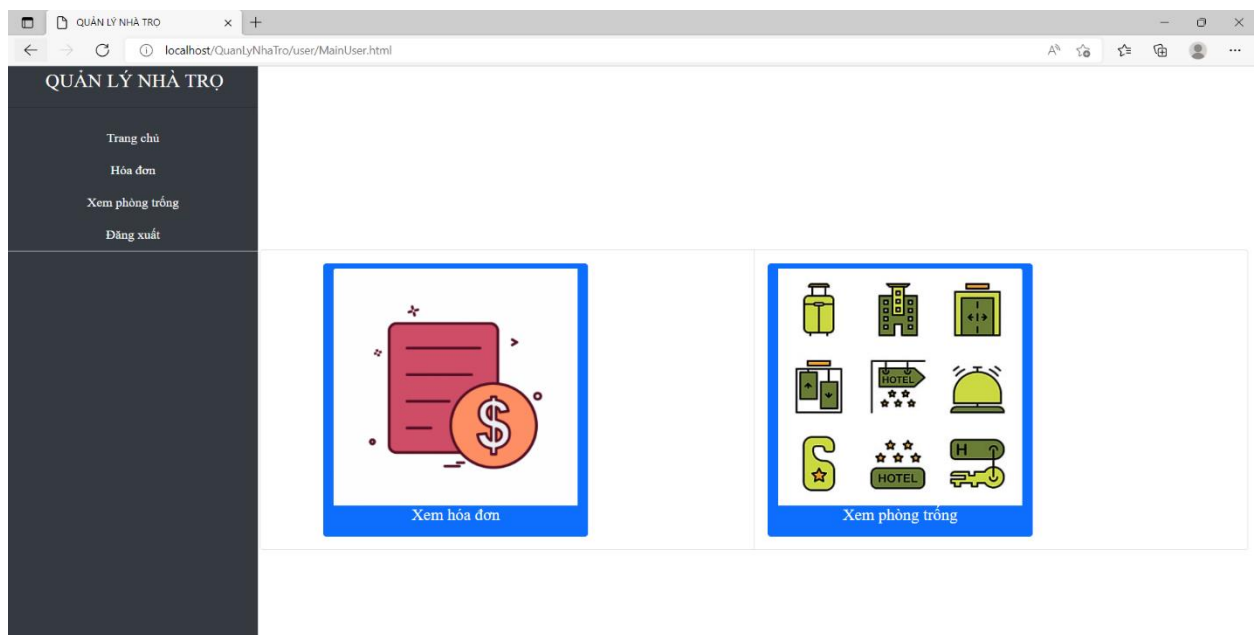 QUẢN LÝ NHÀ TRỌ
localhost/QuanLyNhaTro/user/MainUser.html
QUẢN LÝ NHÀ TRỌ
Trang chủ
Hóa đơn
Xem phòng trống
Đăng xuất
HOTEL
H
HOTEL
Xem hóa đơn
Xem phòng trống